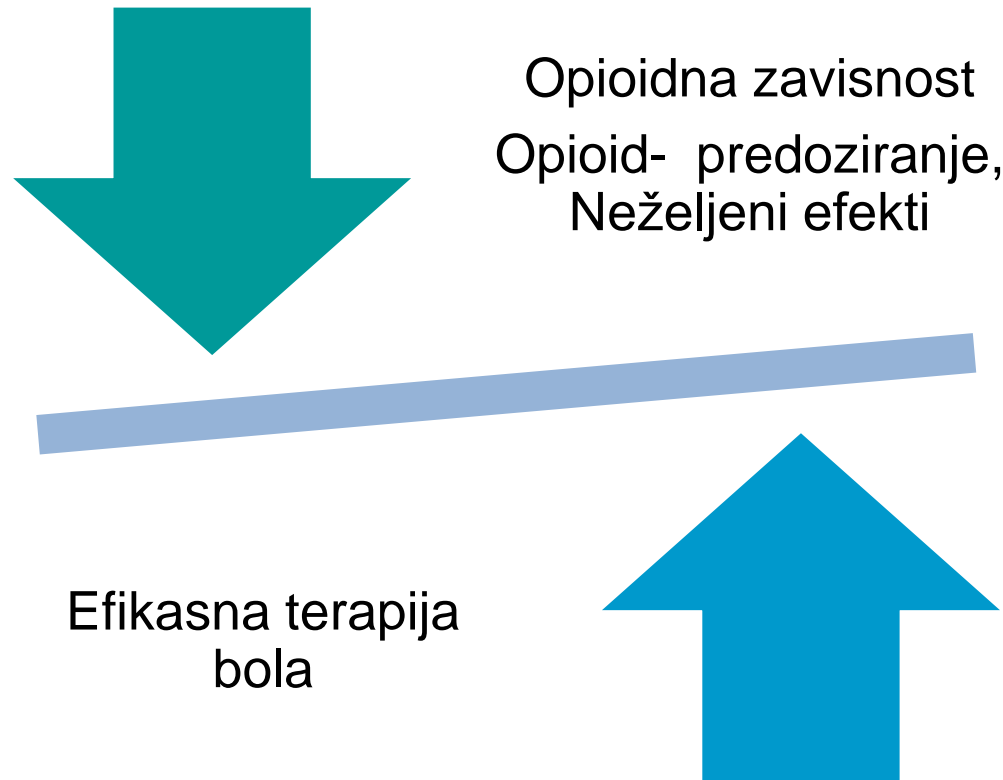 Opioidna zavisnost
Opioid- predoziranje,
Neželjeni efekti
Efikasna terapija
bola